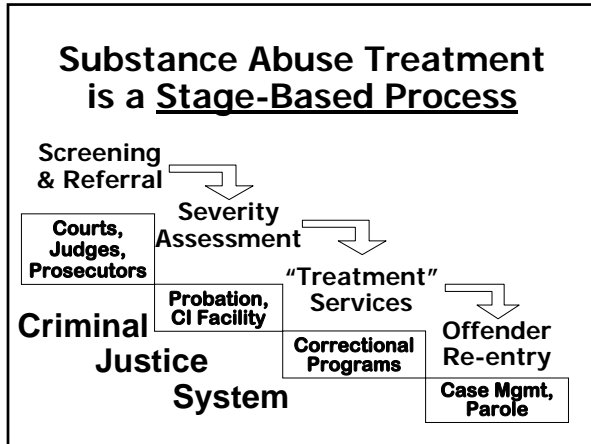 Substance Abuse Treatment
is a Stage-Based Process
Screening
& Referral
Courts,
Judges,
Prosecutors
Severity
Assessment
Probation,
CI Facility
“Treatment”
Services
Correctional
Programs
Offender
Re-entry
Case Mgmt,
Parole
Criminal
Justice
System